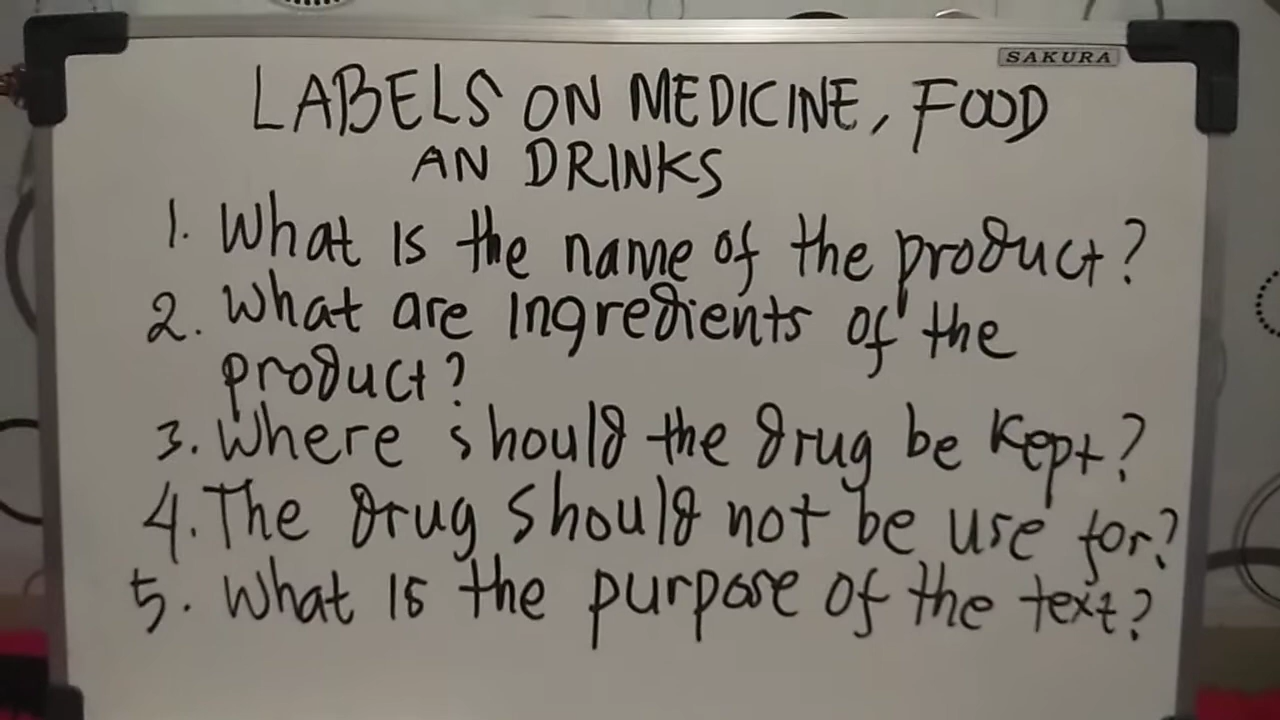 SAKURA
LABELS ON MEDICINE, FOOD
AN DRINKS
1. What is the name of the product?
2. What are ingredients of the
product?
3. Where should the drug be kept?
4. The drug should not be use for?
5. What is the purpose of the text?